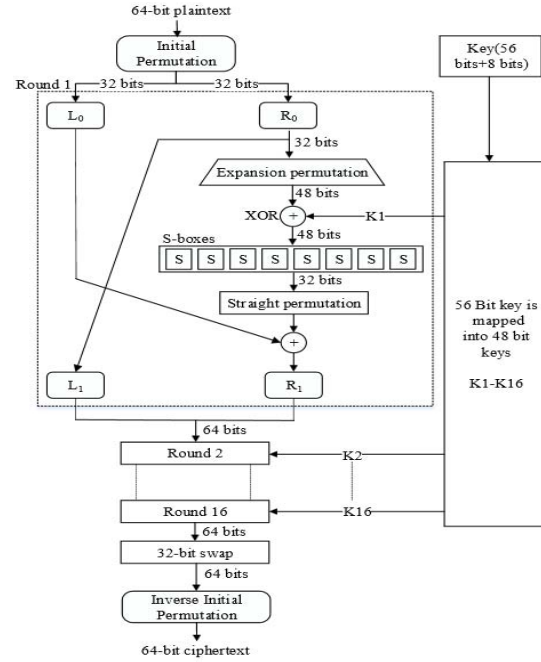 64-bit plaintext
Initial
Permutation
Key(56
bits+8 bits)
Round 1
32 bits
32 bits
L0
R0
32 bits
Expansion permutation
48 bits
XOR
+
K1
48 bits
S-boxes
S S S S S S S S
32 bits
Straight permutation
+
56 Bit key is
mapped
into 48 bit
keys
K1-K16
L1
R1
64 bits
Round 2
K2
Round 16
K16
64 bits
32-bit swap
64 bits
Inverse Initial
Permutation
64-bit ciphertext